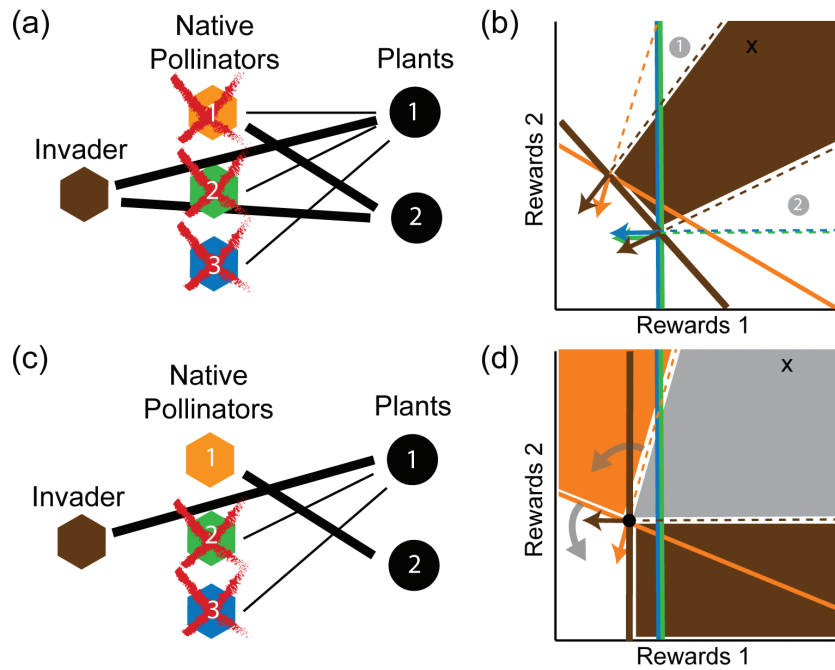 (a)
Native
Pollinators
Plants
Invader
1
2
3
1
2
(b)
Rewards 2
Rewards 1
1
x
2
(c)
Native
Pollinators
Plants
Invader
1
2
3
1
2
(d)
Rewards 2
Rewards 1
x